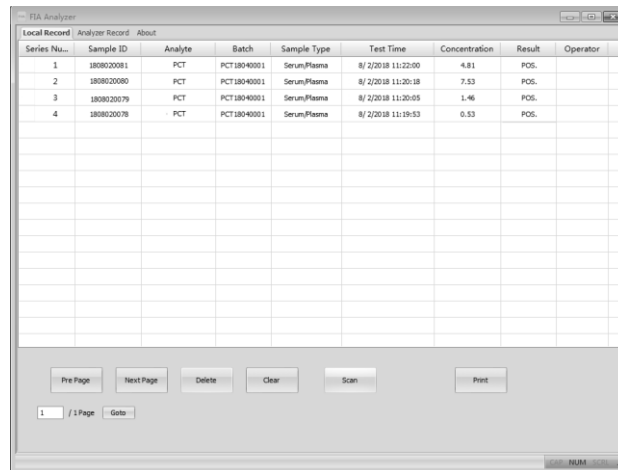 FIA Analyzer
Local Record Analyzer Record About
Series Nu... Sample ID Analyte Batch Sample Type Test Time Concentration Result Operator
1 1808020081 PCT PCT18040001 Serum/Plasma 8/ 2/2018 11:22:00 4.81 POS.
2 1808020080 PCT PCT18040001 Serum/Plasma 8/ 2/2018 11:20:18 7.53 POS.
3 1808020079 PCT PCT18040001 Serum/Plasma 8/ 2/2018 11:20:05 1.46 POS.
4 1808020078 PCT PCT18040001 Serum/Plasma 8/ 2/2018 11:19:53 0.53 POS.
Pre Page Next Page Delete Clear Scan Print
1 / 1 Page Goto
CAP NUM SCRL